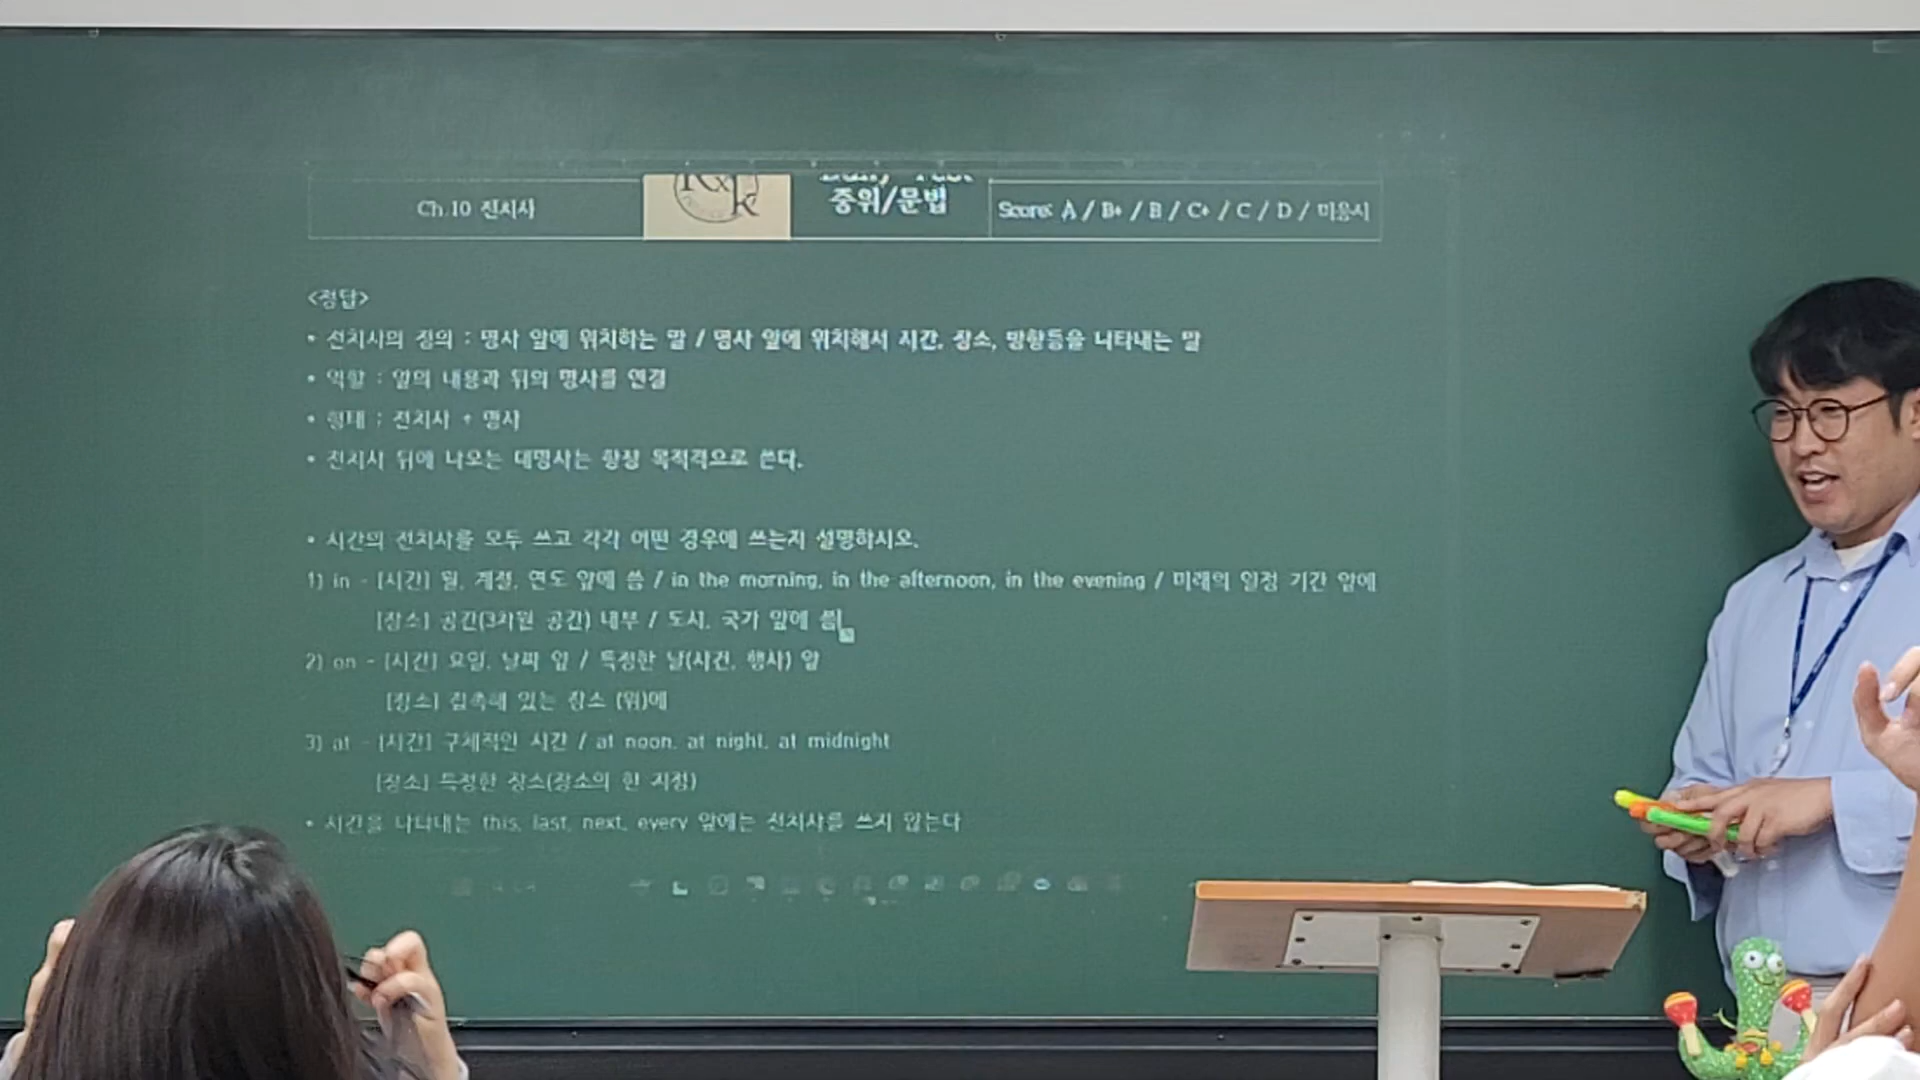 Ch.10 전치사
Daily Test
중위/문법
Score: A / B+ / B / C+ / C / D / 미응시
<정답>
• 전치사의 정의 : 명사 앞에 위치하는 말 / 명사 앞에 위치해서 시간, 장소, 방향등을 나타내는 말
• 역할 : 앞의 내용과 뒤의 명사를 연결
• 형태 : 전치사 + 명사
• 전치사 뒤에 나오는 대명사는 항상 목적격으로 쓴다.
• 시간의 전치사를 모두 쓰고 각각 어떤 경우에 쓰는지 설명하시오.
1) in - [시간] 월, 계절, 연도 앞에 씀 / in the morning, in the afternoon, in the evening / 미래의 일정 기간 앞에
[장소] 공간(3차원 공간) 내부 / 도시, 국가 앞에 씀
2) on - [시간] 요일, 날짜 앞 / 특정한 날(사건, 행사) 앞
[장소] 접촉해 있는 장소 (위)에
3) at - [시간] 구체적인 시간 / at noon, at night, at midnight
[장소] 특정한 장소(장소의 한 지점)
• 시간을 나타내는 this, last, next, every 앞에는 전치사를 쓰지 않는다